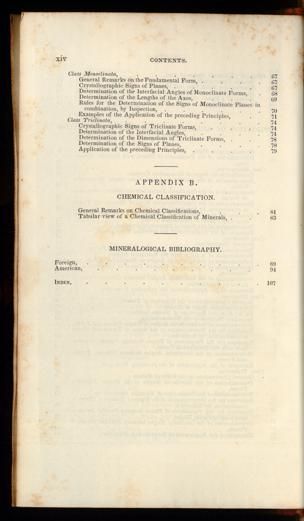 xiv CONTENTS.
Class Monoclinata, . . . . . . . . . 67
General Remarks on the Fundamental Form, . . . . . 67
Crystallographic Signs of Planes, . . . . . . 67
Determination of the Interfacial Angles of Monoclinate Forms, . 68
Determination of the Lengths of the Axes, . . . . 69
Rules for the Determination of the Signs of Monoclinate Planes in
combination, by Inspection, . . . . . . 70
Examples of the Application of the preceding Principles, . . 71
Class Triclinata, . . . . . . . . . 74
Crystallographic Signs of Triclinate Forms, . . . . 74
Determination of the Interfacial Angles, . . . . . 74
Determination of the Dimensions of Triclinate Forms, . . 78
Determination of the Signs of Planes, . . . . . 78
Application of the preceding Principles, . . . . . 79
APPENDIX B.
CHEMICAL CLASSIFICATION.
General Remarks on Chemical Classifications, . . . . 81
Tabular view of a Chemical Classification of Minerals, . . 83
MINERALOGICAL BIBLIOGRAPHY.
Foreign, . . . . . . . . . . 89
American, . . . . . . . . . . 94
INDEX, . . . . . . . . . . 107